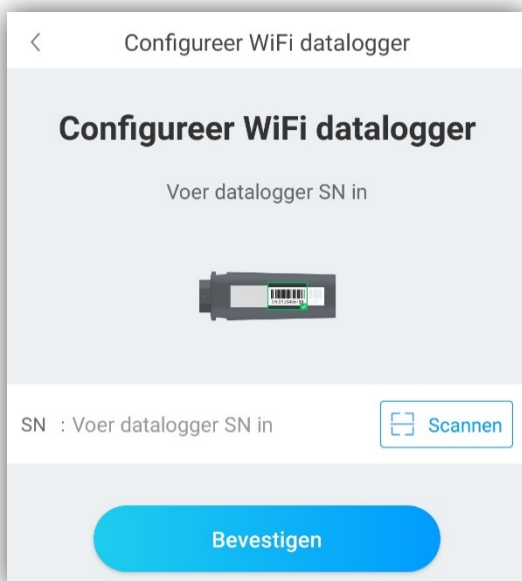 Configureer WiFi datalogger
Configureer WiFi datalogger
Voer datalogger SN in
SN : Voer datalogger SN in
Scannen
Bevestigen